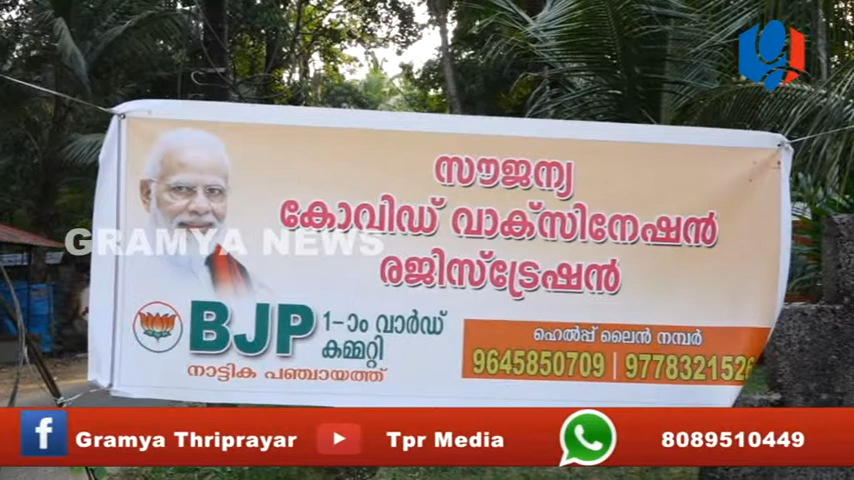 സൗജന്യ
കോവിഡ് വാക്സിനേഷൻ
രജിസ്ട്രേഷൻ
GRAMYA NEWS
BJP 1-ാം വാർഡ്
കമ്മറ്റി
നാട്ടിക പഞ്ചായത്ത്
ഹെൽപ്പ് ലൈൻ നമ്പർ
9645850709 9778321526
Gramya Thriprayar Tpr Media 8089510449